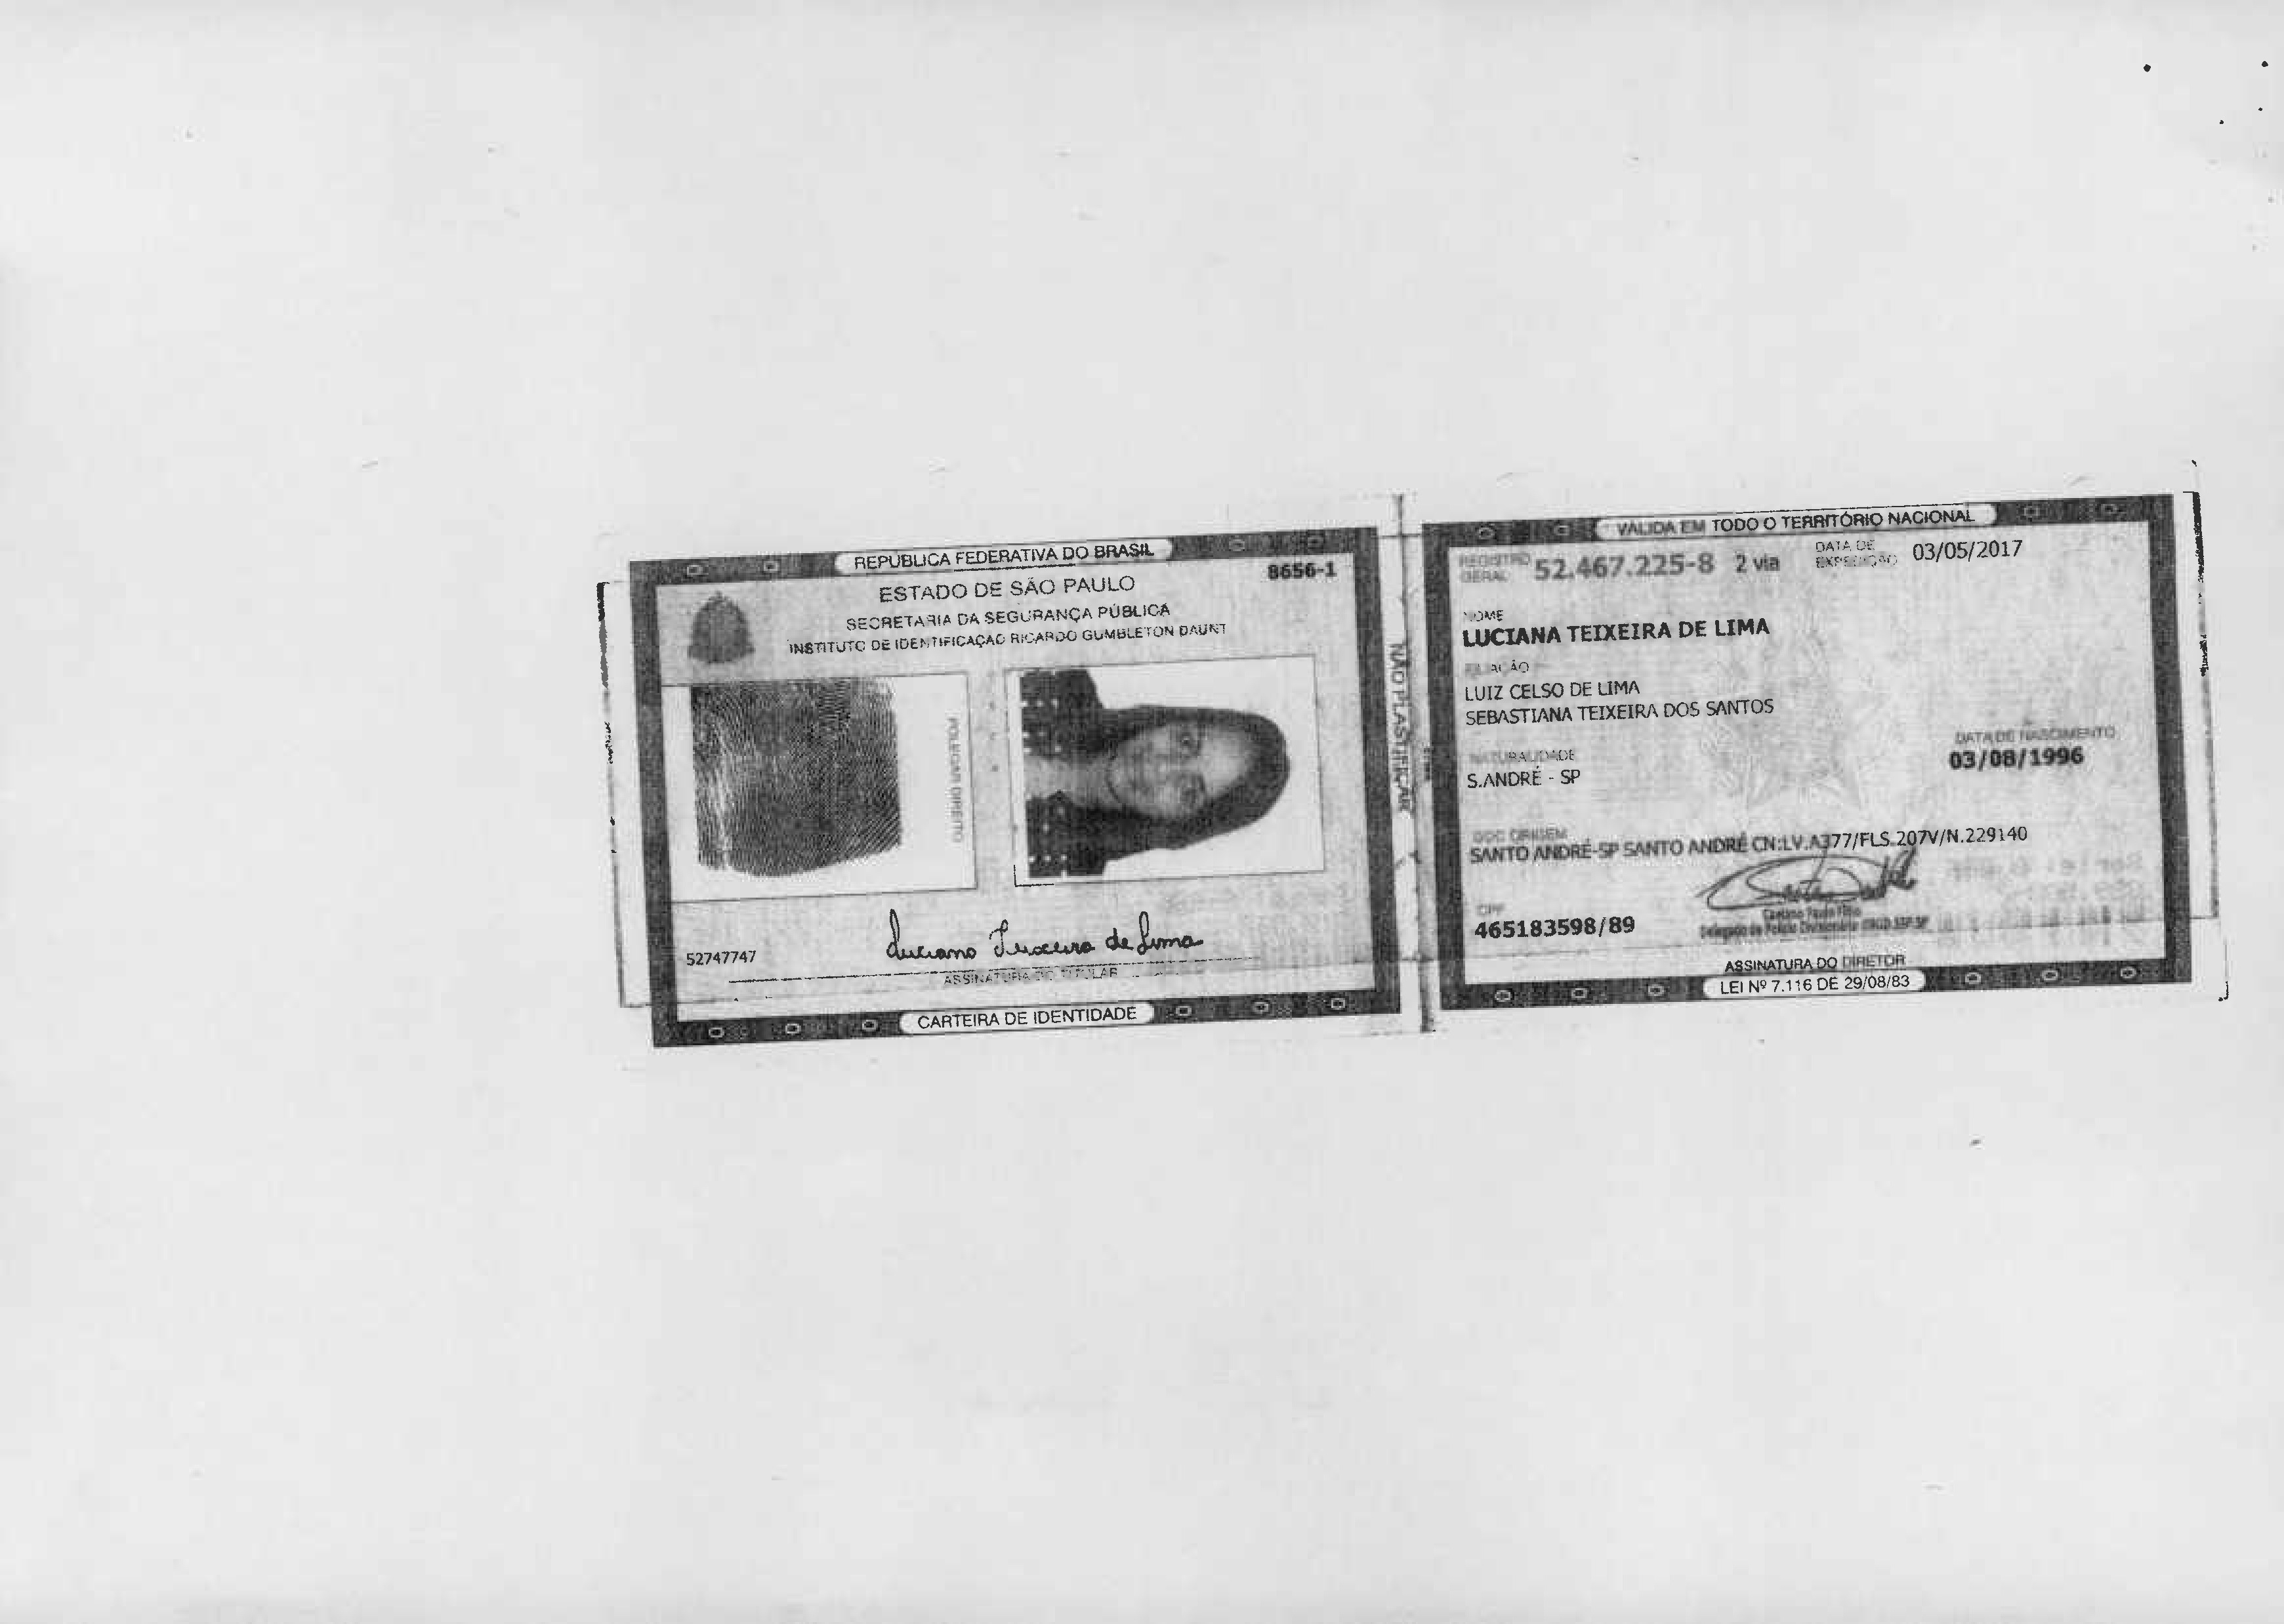 REPÚBLICA FEDERATIVA DO BRASIL
ESTADO DE SÃO PAULO
8656-1
SECRETARIA DA SEGURANÇA PÚBLICA
INSTITUTO DE IDENTIFICAÇÃO RICARDO GUMBLETON DAUNT
POLEGAR DIREITO
52747747
Luciana Teixeira de Lima
ASSINATURA DO TITULAR
CARTEIRA DE IDENTIDADE
NÃO PLASTIFICAR
VÁLIDA EM TODO O TERRITÓRIO NACIONAL
REGISTRO GERAL 52.467.225-8 2 via DATA DE EXPEDIÇÃO 03/05/2017
NOME
LUCIANA TEIXEIRA DE LIMA
FILIAÇÃO
LUIZ CELSO DE LIMA
SEBASTIANA TEIXEIRA DOS SANTOS
NATURALIDADE
S.ANDRÉ - SP
DATA DE NASCIMENTO
03/08/1996
DOC ORIGEM
SANTO ANDRÉ-SP SANTO ANDRÉ CN:LV.A377/FLS.207V/N.229140
CPF
465183598/89
Delegado de Polícia Divisionário
ASSINATURA DO DIRETOR
LEI Nº 7.116 DE 29/08/83